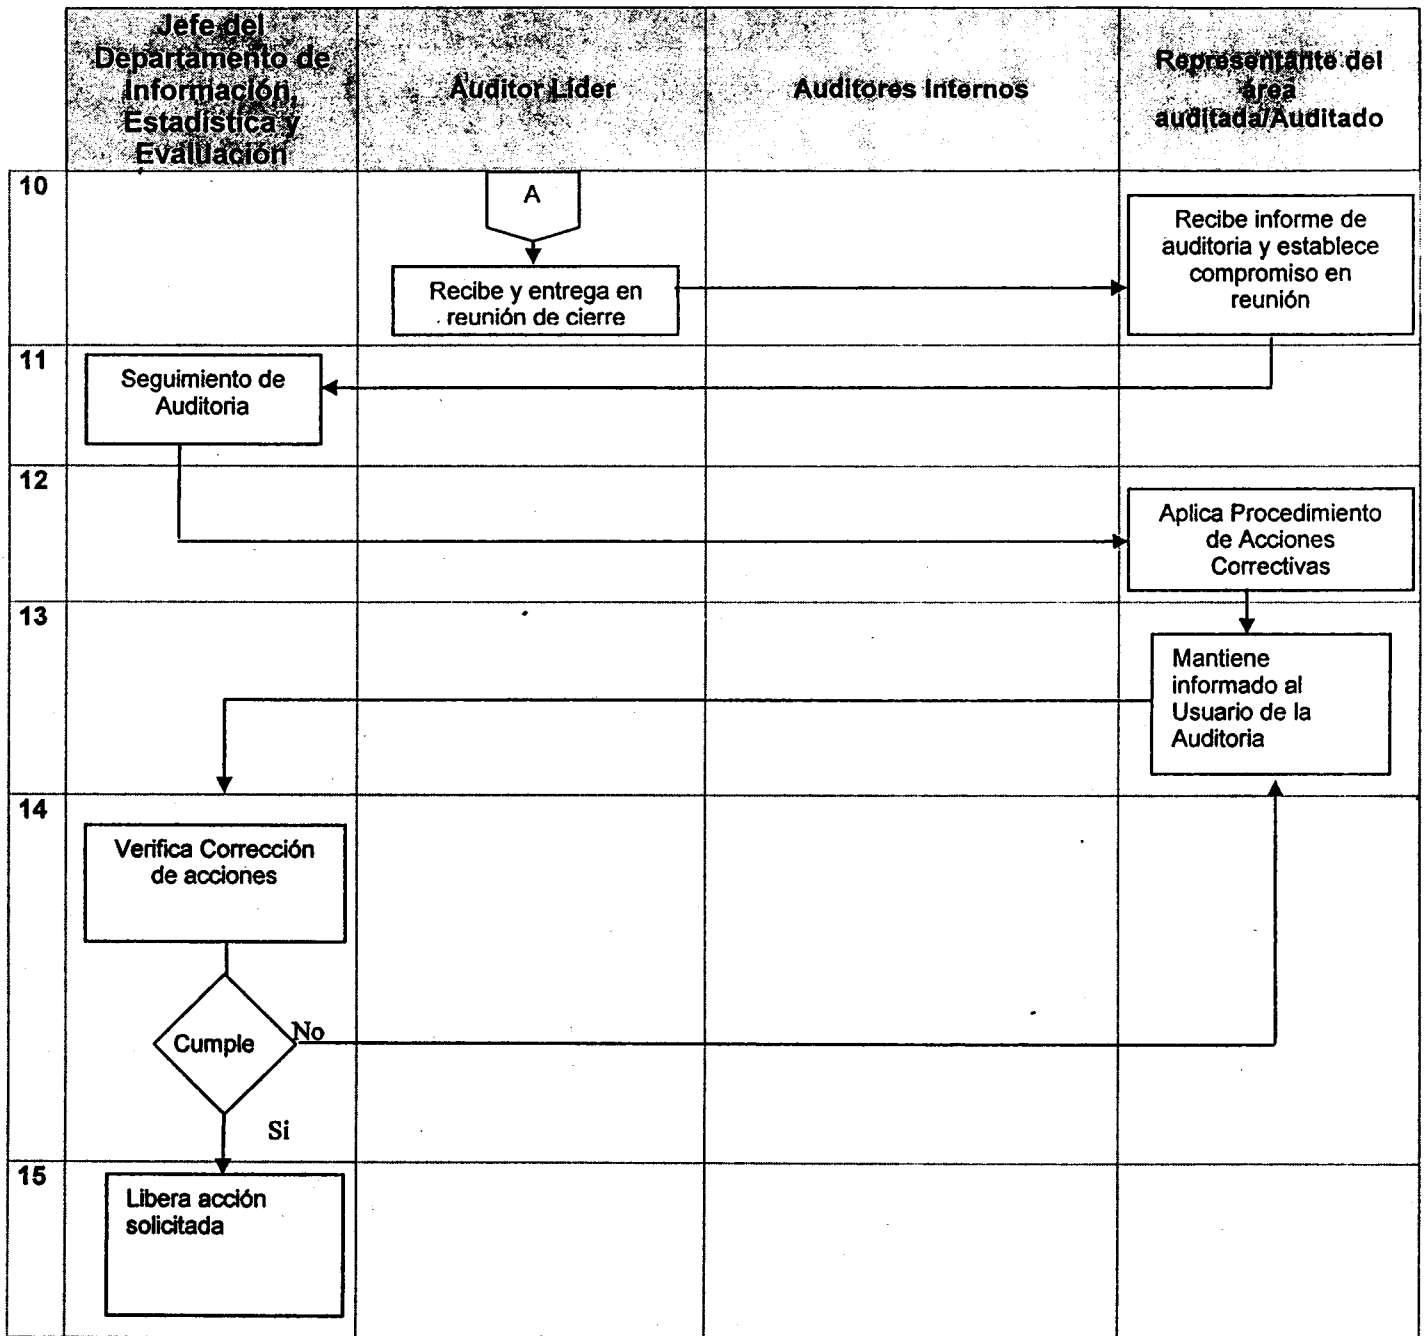 Jefe del
Departamento de
Información,
Estadística y
Evaluación
Auditor Líder
Auditores Internos
Representante del
área
auditada/Auditado
10
A
Recibe y entrega en
reunión de cierre
Recibe informe de
auditoria y establece
compromiso en
reunión
11
Seguimiento de
Auditoria
12
Aplica Procedimiento
de Acciones
Correctivas
13
Mantiene
informado al
Usuario de la
Auditoria
14
Verifica Corrección
de acciones
Cumple
No
Si
15
Libera acción
solicitada